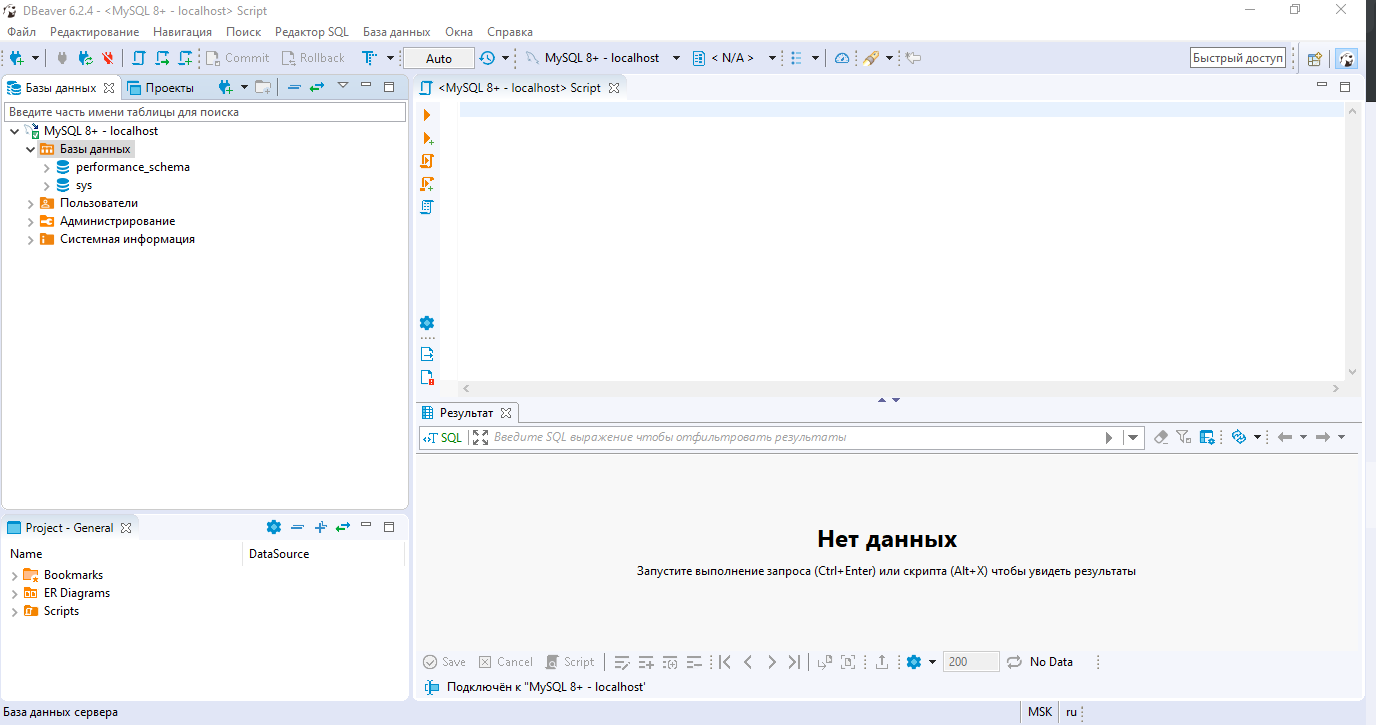 DBeaver 6.2.4 - <MySQL 8+ - localhost> Script
Файл Редактирование Навигация Поиск Редактор SQL База данных Окна Справка
Commit Rollback Auto MySQL 8+ - localhost < N/A > Быстрый доступ
Базы данных Проекты
<MySQL 8+ - localhost> Script
Введите часть имени таблицы для поиска
MySQL 8+ - localhost
Базы данных
performance_schema
sys
Пользователи
Администрирование
Системная информация
Результат
SQL Введите SQL выражение чтобы отфильтровать результаты
Нет данных
Запустите выполнение запроса (Ctrl+Enter) или скрипта (Alt+X) чтобы увидеть результаты
Project - General
Name DataSource
Bookmarks
ER Diagrams
Scripts
Save Cancel Script 200 No Data
Подключён к "MySQL 8+ - localhost'
База данных сервера MSK ru